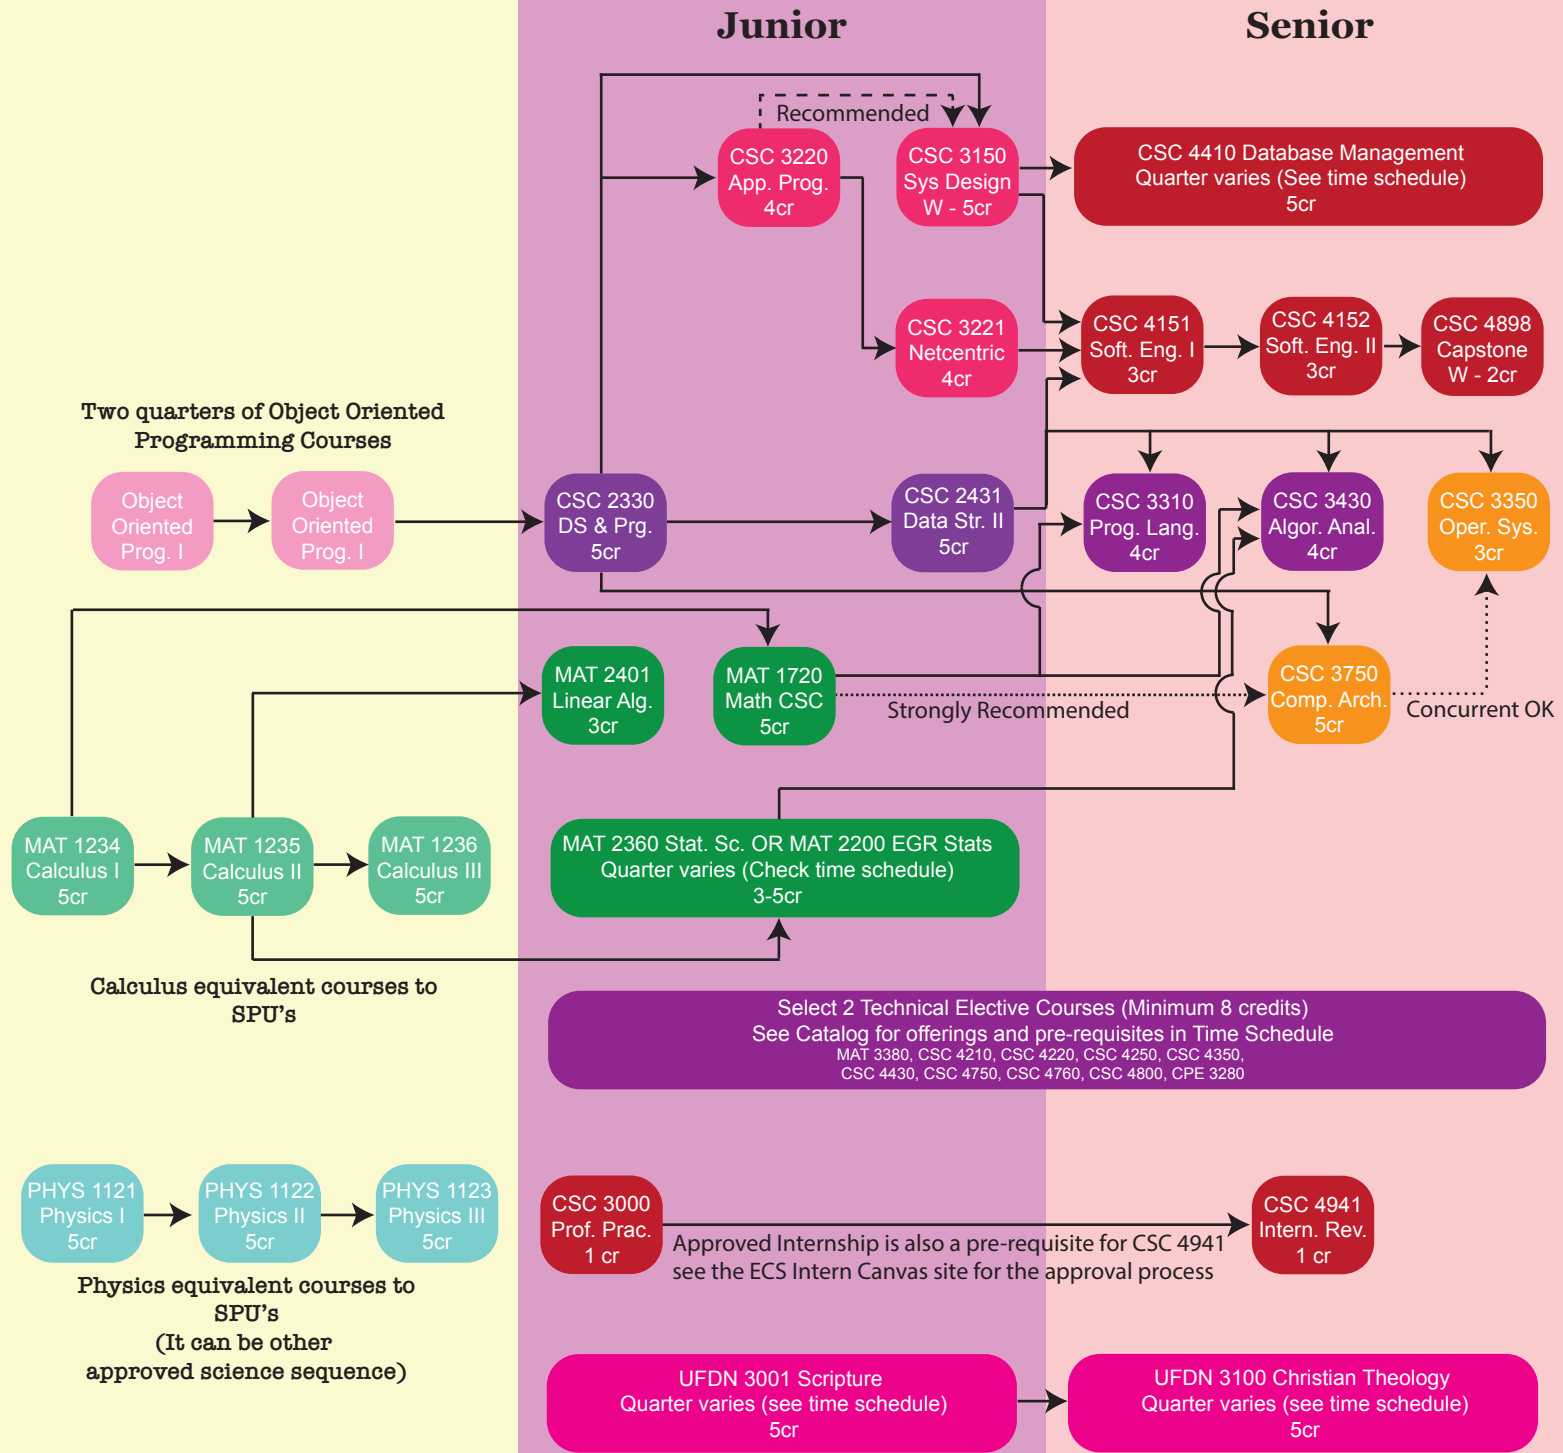 Junior
Senior
Recommended
CSC 3220
App. Prog.
4cr
CSC 3150
Sys Design
W - 5cr
CSC 4410 Database Management
Quarter varies (See time schedule)
5cr
CSC 3221
Netcentric
4cr
CSC 4151
Soft. Eng. I
3cr
CSC 4152
Soft. Eng. II
3cr
CSC 4898
Capstone
W - 2cr
Two quarters of Object Oriented
Programming Courses
Object
Oriented
Prog. I
Object
Oriented
Prog. I
CSC 2330
DS & Prg.
5cr
CSC 2431
Data Str. II
5cr
CSC 3310
Prog. Lang.
4cr
CSC 3430
Algor. Anal.
4cr
CSC 3350
Oper. Sys.
3cr
MAT 2401
Linear Alg.
3cr
MAT 1720
Math CSC
5cr
Strongly Recommended
CSC 3750
Comp. Arch.
5cr
Concurrent OK
MAT 1234
Calculus I
5cr
MAT 1235
Calculus II
5cr
MAT 1236
Calculus III
5cr
MAT 2360 Stat. Sc. OR MAT 2200 EGR Stats
Quarter varies (Check time schedule)
3-5cr
Calculus equivalent courses to
SPU's
Select 2 Technical Elective Courses (Minimum 8 credits)
See Catalog for offerings and pre-requisites in Time Schedule
MAT 3380, CSC 4210, CSC 4220, CSC 4250, CSC 4350,
CSC 4430, CSC 4750, CSC 4760, CSC 4800, CPE 3280
PHYS 1121
Physics I
5cr
PHYS 1122
Physics II
5cr
PHYS 1123
Physics III
5cr
CSC 3000
Prof. Prac.
1 cr
Approved Internship is also a pre-requisite for CSC 4941
see the ECS Intern Canvas site for the approval process
CSC 4941
Intern. Rev.
1 cr
Physics equivalent courses to
SPU's
(It can be other
approved science sequence)
UFDN 3001 Scripture
Quarter varies (see time schedule)
5cr
UFDN 3100 Christian Theology
Quarter varies (see time schedule)
5cr